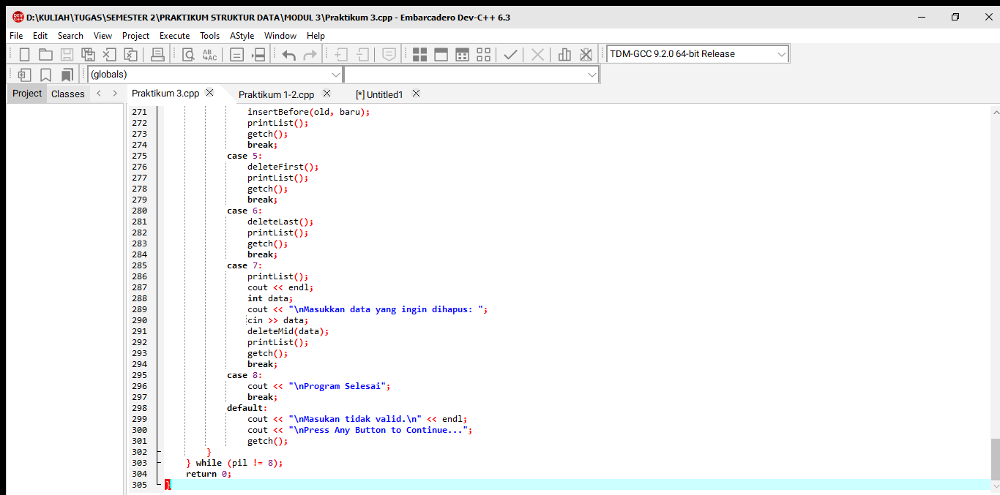 D:\KULIAH\TUGAS\SEMESTER 2\PRAKTIKUM STRUKTUR DATA\MODUL 3\Praktikum 3.cpp - Embarcadero Dev-C++ 6.3
File Edit Search View Project Execute Tools AStyle Window Help
TDM-GCC 9.2.0 64-bit Release
(globals)
Project Classes Praktikum 3.cpp Praktikum 1-2.cpp [*] Untitled1
271 insertBefore(old, baru);
272 printList();
273 getch();
274 break;
275 case 5:
276 deleteFirst();
277 printList();
278 getch();
279 break;
280 case 6:
281 deleteLast();
282 printList();
283 getch();
284 break;
285 case 7:
286 printList();
287 cout << endl;
288 int data;
289 cout << "\nMasukkan data yang ingin dihapus: ";
290 cin >> data;
291 deleteMid(data);
292 printList();
293 getch();
294 break;
295 case 8:
296 cout << "\nProgram Selesai";
297 break;
298 default:
299 cout << "\nMasukan tidak valid.\n" << endl;
300 cout << "\nPress Any Button to Continue...";
301 getch();
302 }
303 } while (pil != 8);
304 return 0;
305 }